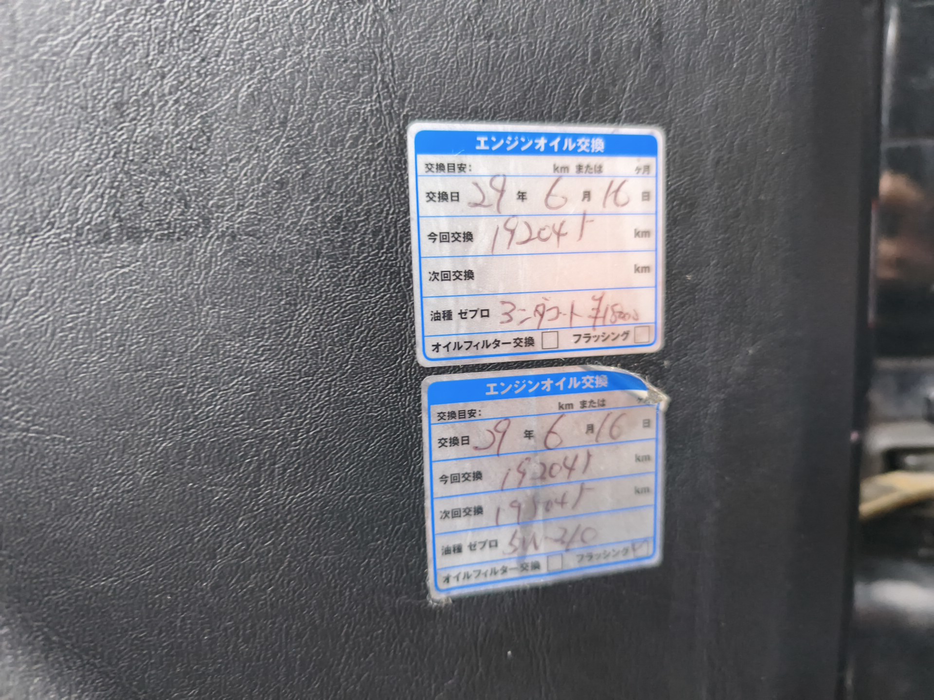 エンジンオイル交換
交換目安: km または ヶ月
交換日 29 年 6 月 16 日
今回交換 192045 km
次回交換 km
油種 ゼプロ
オイルフィルター交換 フラッシング
エンジンオイル交換
交換目安: km または
交換日 年 6 月 16 日
今回交換 192045 km
次回交換 km
油種 ゼプロ
オイルフィルター交換 フラッシング